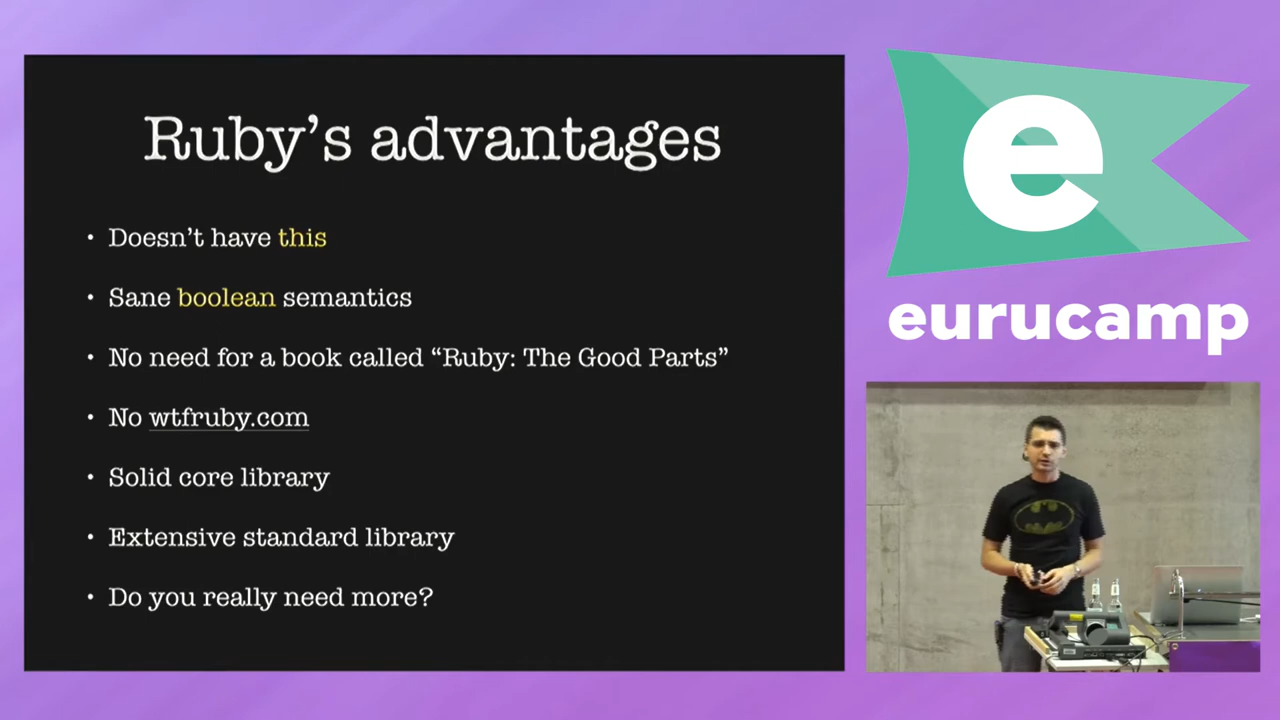 Ruby's advantages
• Doesn't have this
• Sane boolean semantics
• No need for a book called “Ruby: The Good Parts”
• No wtfruby.com
• Solid core library
• Extensive standard library
• Do you really need more?
e
eurucamp